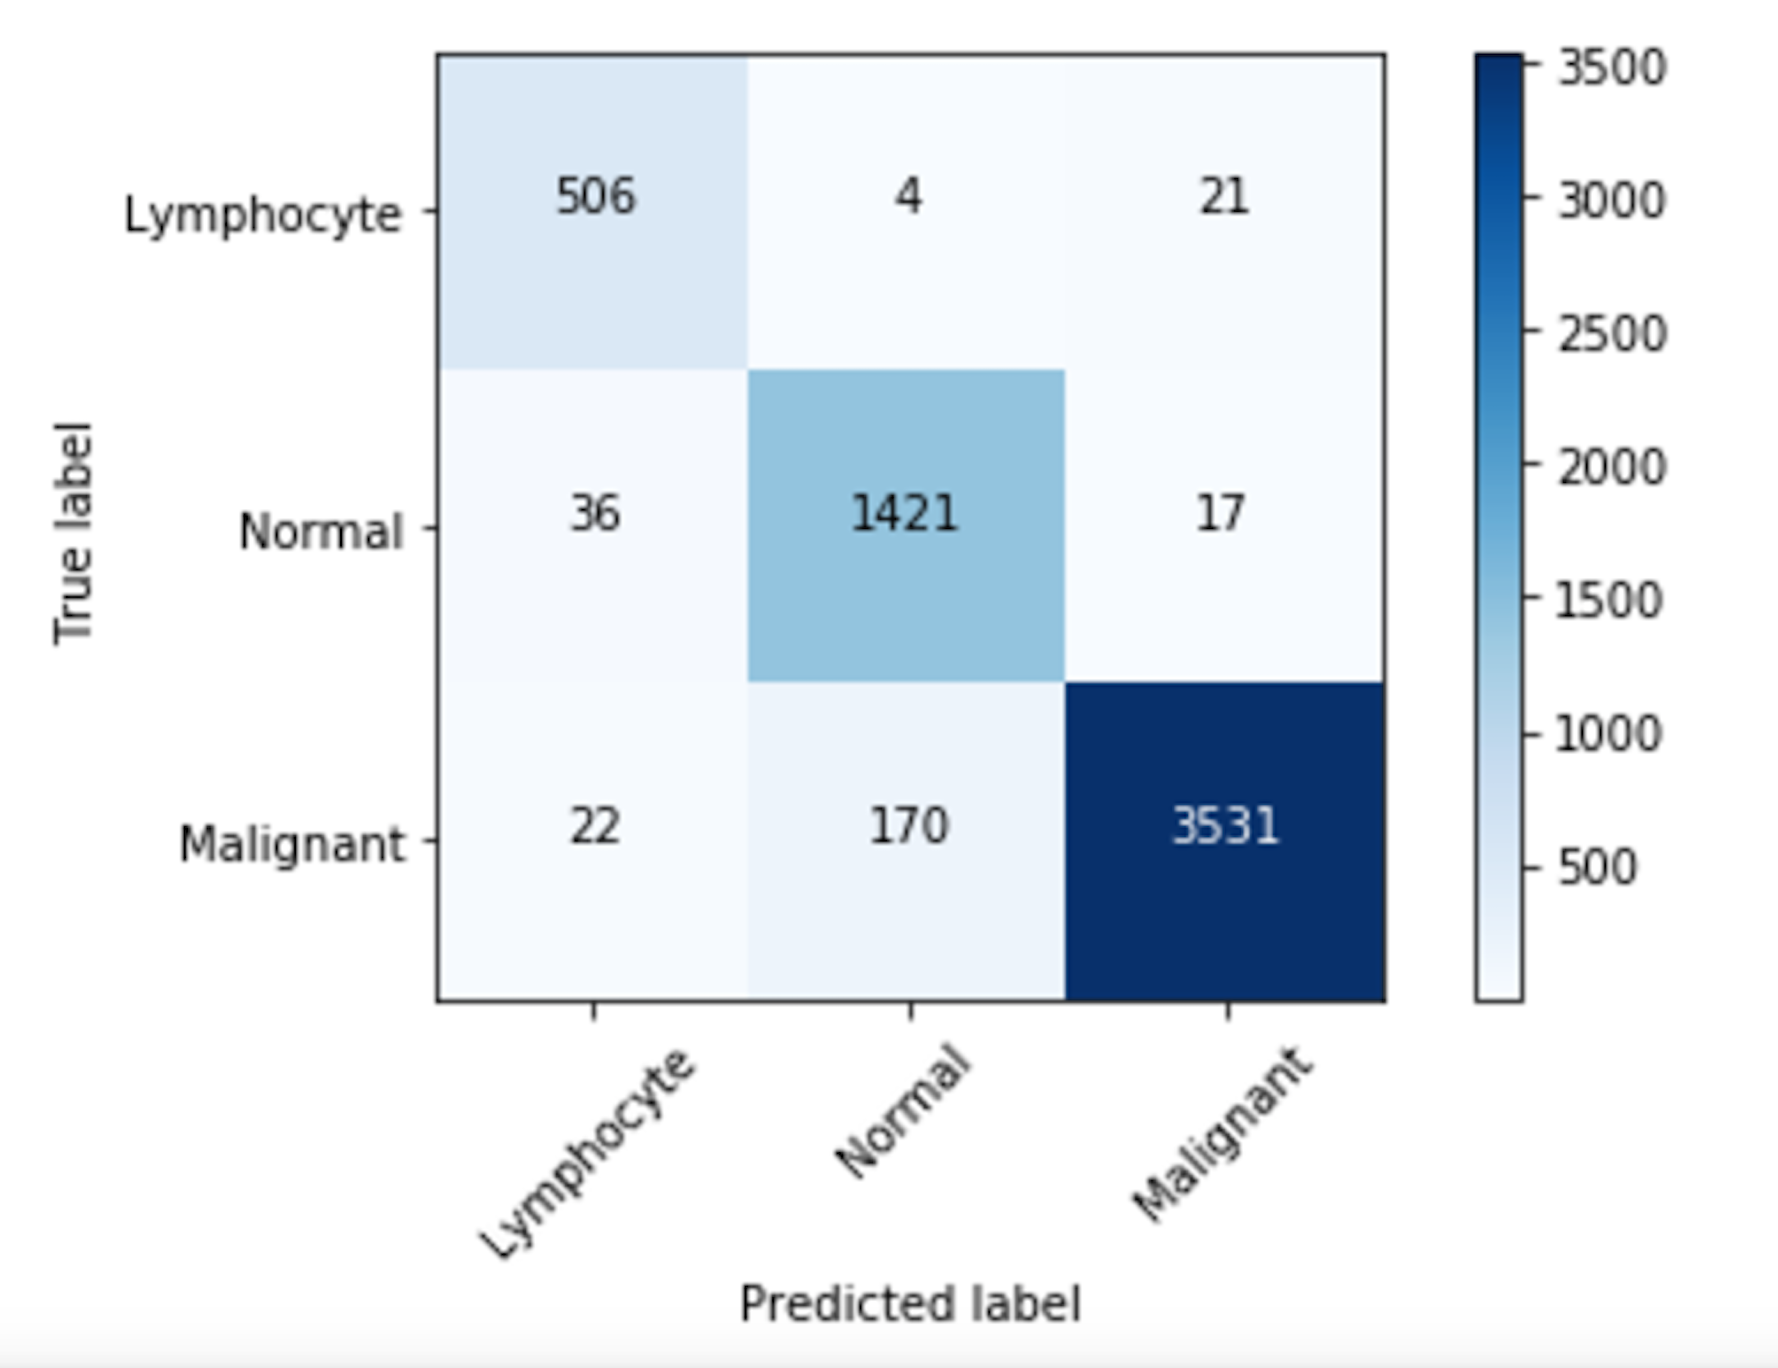 3500
506 4 21
Lymphocyte
3000
2500
2000
True label
Normal
36 1421 17
1500
1000
Malignant
22 170 3531
500
Lymphocyte
Normal
Malignant
Predicted label